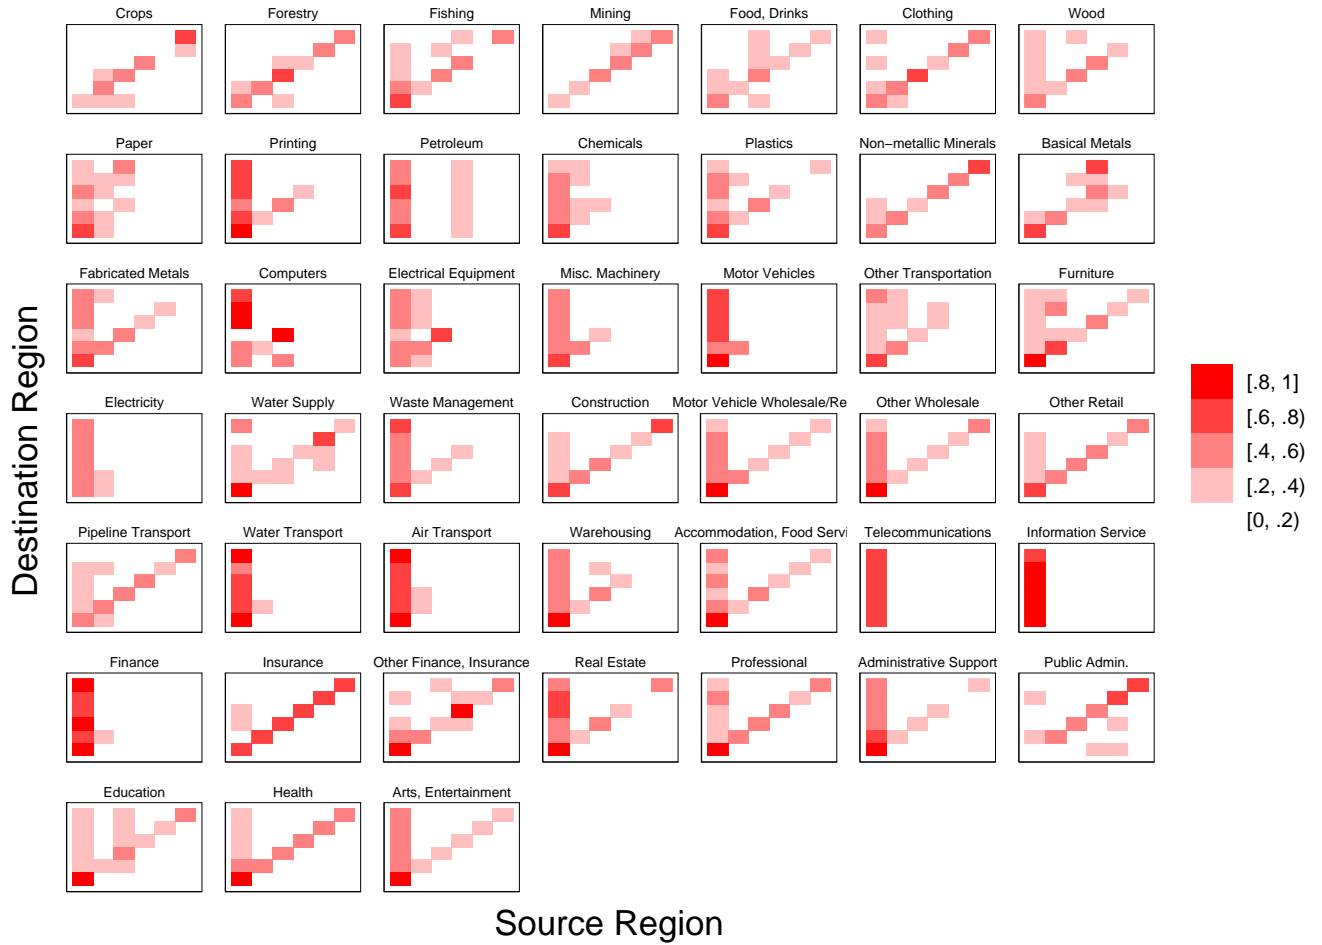 Crops
Forestry
Fishing
Mining
Food, Drinks
Clothing
Wood
Paper
Printing
Petroleum
Chemicals
Plastics
Non−metallic Minerals
Basical Metals
Fabricated Metals
Computers
Electrical Equipment
Misc. Machinery
Motor Vehicles
Other Transportation
Furniture
Electricity
Water Supply
Waste Management
Construction
Motor Vehicle Wholesale/Re
Other Wholesale
Other Retail
Pipeline Transport
Water Transport
Air Transport
Warehousing
Accommodation, Food Servi
Telecommunications
Information Service
Finance
Insurance
Other Finance, Insurance
Real Estate
Professional
Administrative Support
Public Admin.
Education
Health
Arts, Entertainment
Destination Region
Source Region
[.8, 1]
[.6, .8)
[.4, .6)
[.2, .4)
[0, .2)